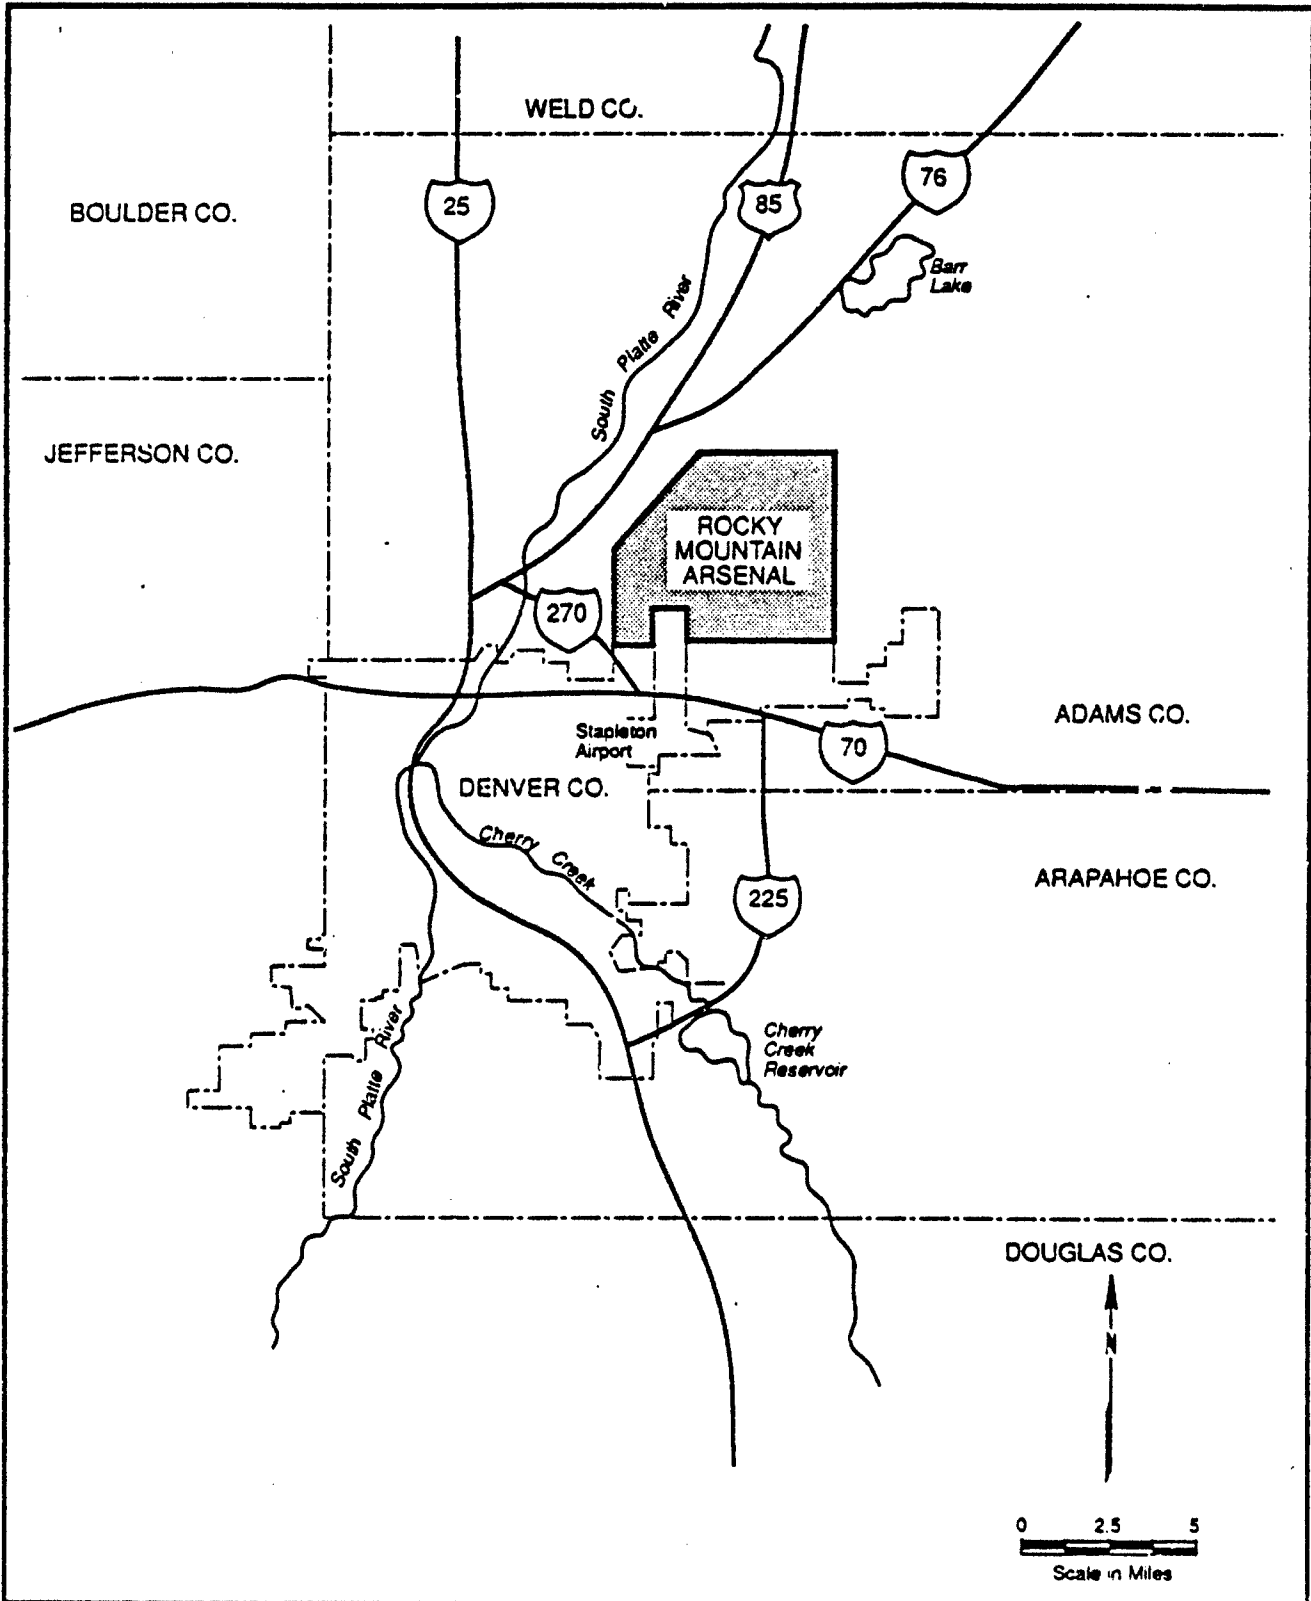 WELD CO.
76
25
85
BOULDER CO.
Barr
Lake
South Platte River
JEFFERSON CO.
ROCKY
MOUNTAIN
ARSENAL
270
ADAMS CO.
Stapleton
Airport
70
DENVER CO.
Cherry Creek
ARAPAHOE CO.
225
South Platte River
Cherry
Creek
Reservoir
DOUGLAS CO.
N
0 2.5 5
Scale in Miles